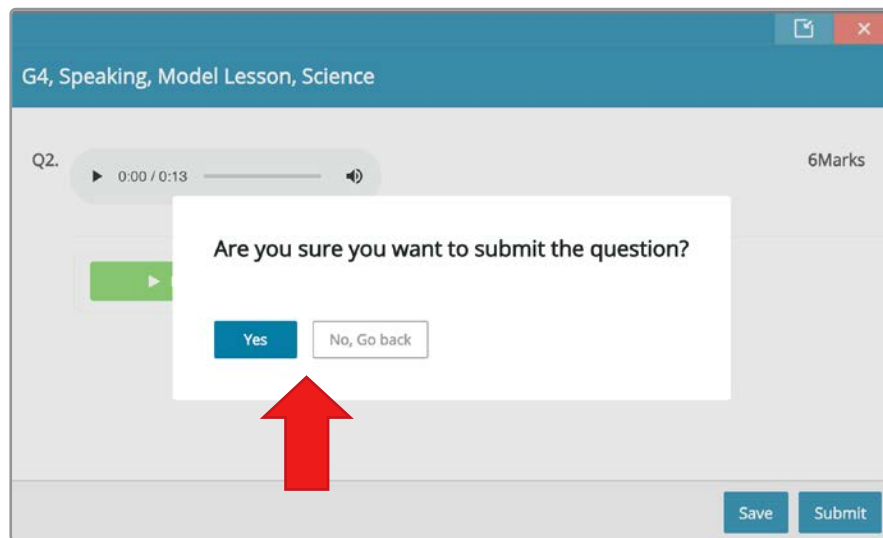 G4, Speaking, Model Lesson, Science
Q2.
0:00 / 0:13
6Marks
Are you sure you want to submit the question?
Yes
No, Go back
Save
Submit